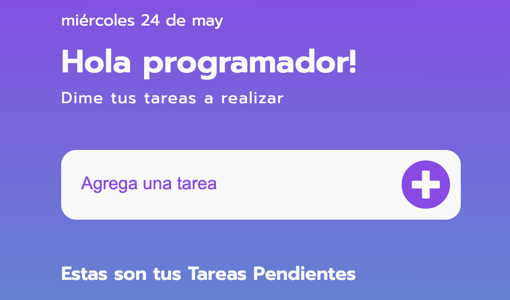 miércoles 24 de may
Hola programador!
Dime tus tareas a realizar
Agrega una tarea
Estas son tus Tareas Pendientes